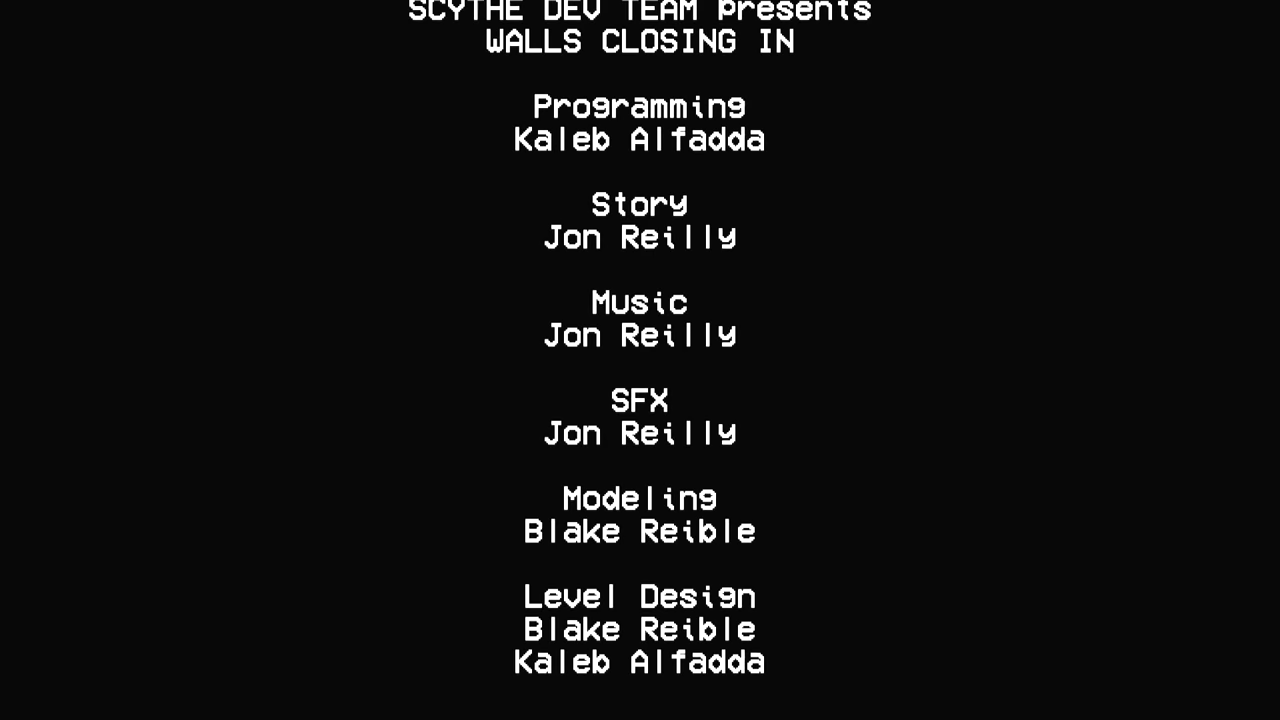 SCYTHE DEV TEAM presents
WALLS CLOSING IN
Programming
Kaleb Alfadda
Story
Jon Reilly
Music
Jon Reilly
SFX
Jon Reilly
Modeling
Blake Reible
Level Design
Blake Reible
Kaleb Alfadda